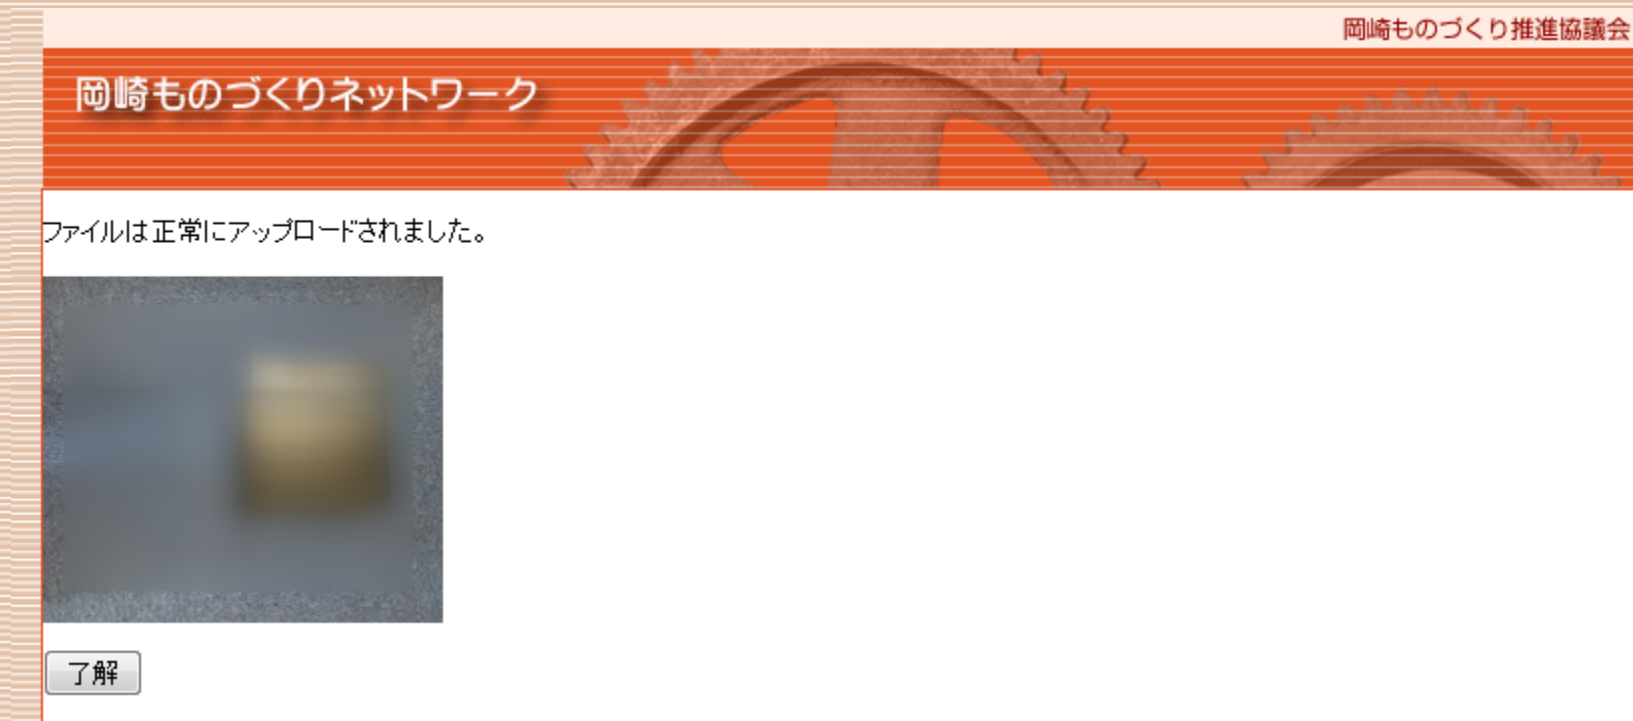 岡崎ものづくり推進協議会
岡崎ものづくりネットワーク
ファイルは正常にアップロードされました。
了解